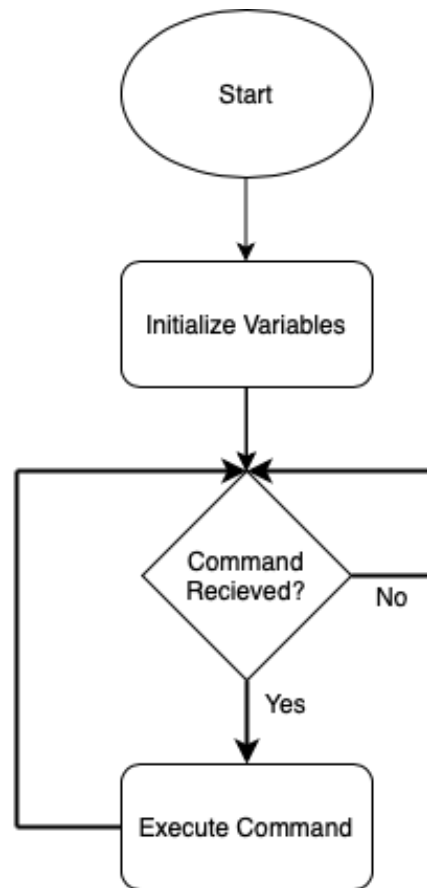 Start
Initialize Variables
Command
Recieved?
No
Yes
Execute Command